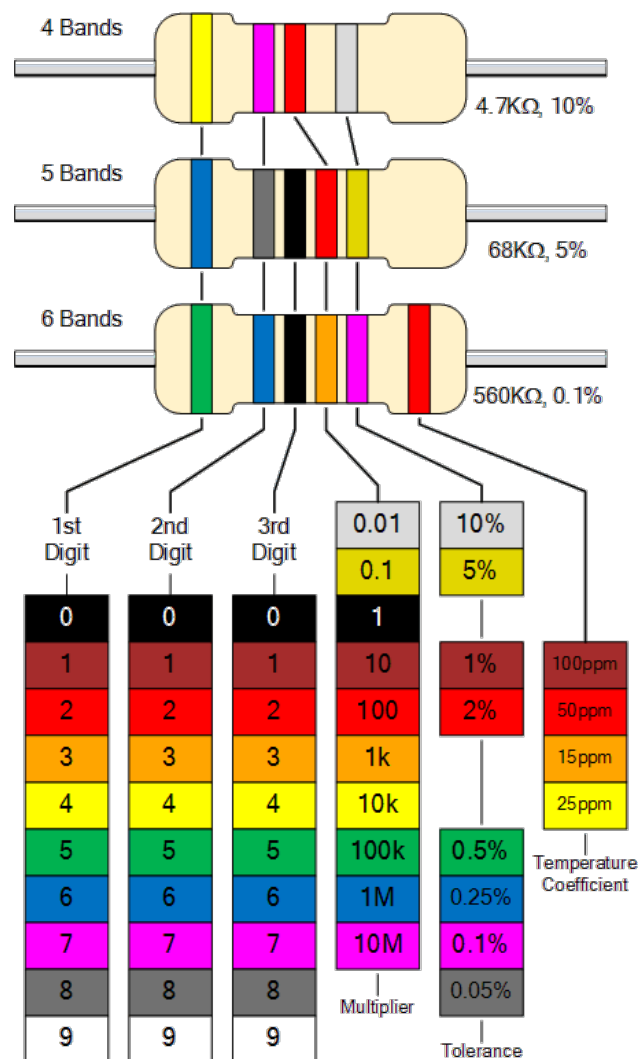 4 Bands
4.7KΩ, 10%
5 Bands
68KΩ, 5%
6 Bands
560KΩ, 0.1%
1st
Digit
2nd
Digit
3rd
Digit
0.01 10%
0.1 5%
0 0 0 1
1 1 1 10 1% 100ppm
2 2 2 100 2% 50ppm
3 3 3 1k 15ppm
4 4 4 10k 25ppm
5 5 5 100k 0.5%
Temperature
Coefficient
6 6 6 1M 0.25%
7 7 7 10M 0.1%
8 8 8 0.05%
Multiplier
9 9 9
Tolerance